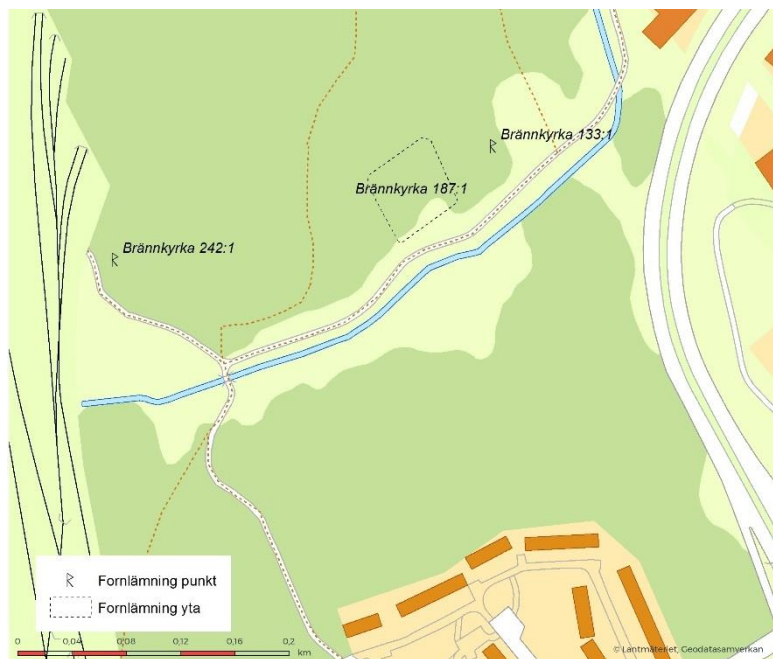 Brännkyrka 133:1
Brännkyrka 187:1
Brännkyrka 242:1
Fornlämning punkt
Fornlämning yta
0 0,04 0,08 0,12 0,16 0,2
km
© Lantmäteriet, Geodatasamverkan